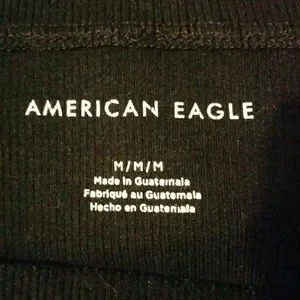 AMERICAN EAGLE
M/M/M
Made in Guatemala
Fabriqué au Guatemala
Hecho en Guatemala